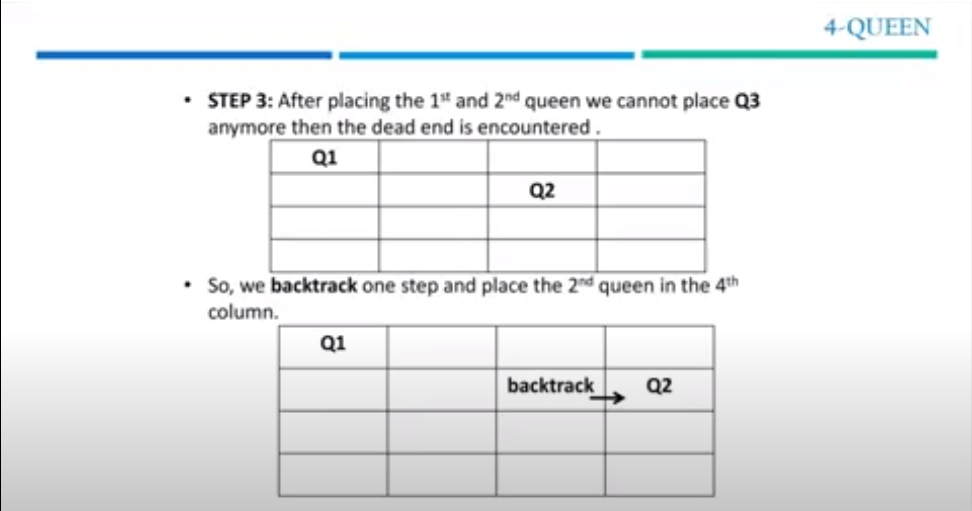 4-QUEEN
• STEP 3: After placing the 1st and 2nd queen we cannot place Q3
anymore then the dead end is encountered .
Q1
Q2
• So, we backtrack one step and place the 2nd queen in the 4th
column.
Q1
backtrack → Q2